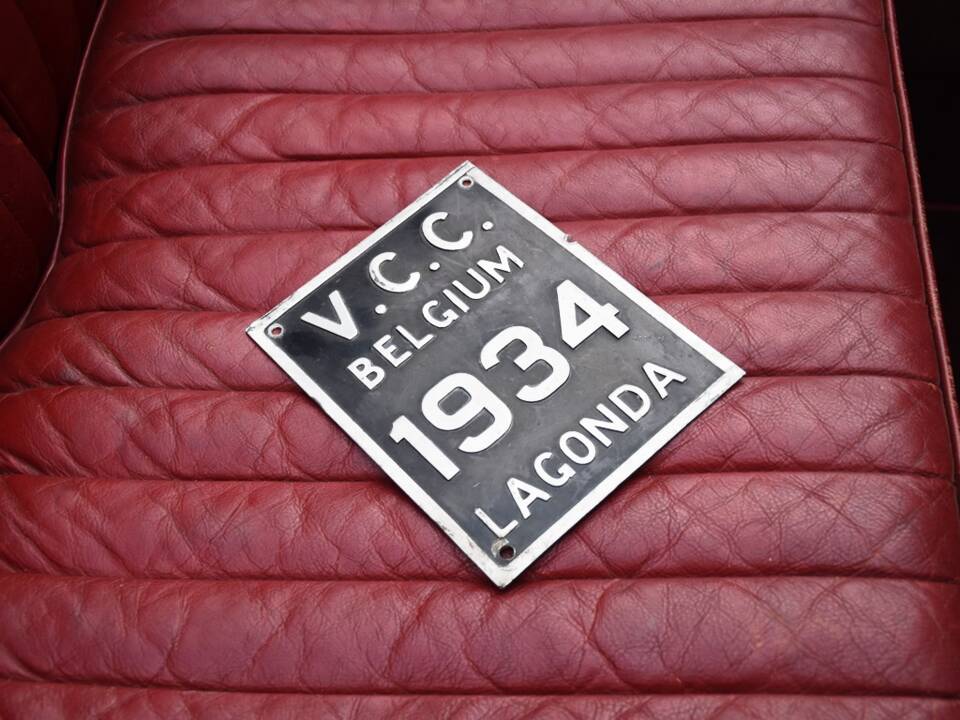 V.C.C.
BELGIUM
1934
LAGONDA